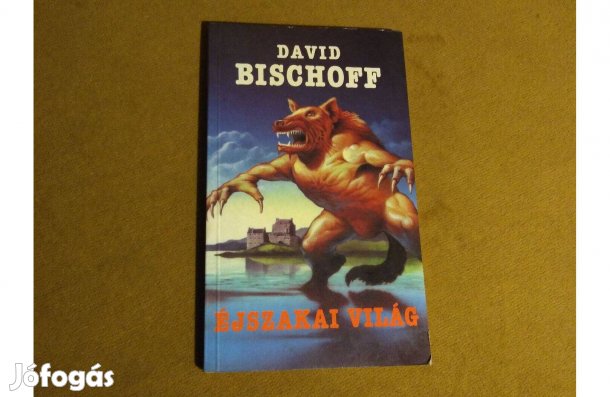 DAVID
BISCHOFF
ÉJSZAKAI VILÁG
Jófogás